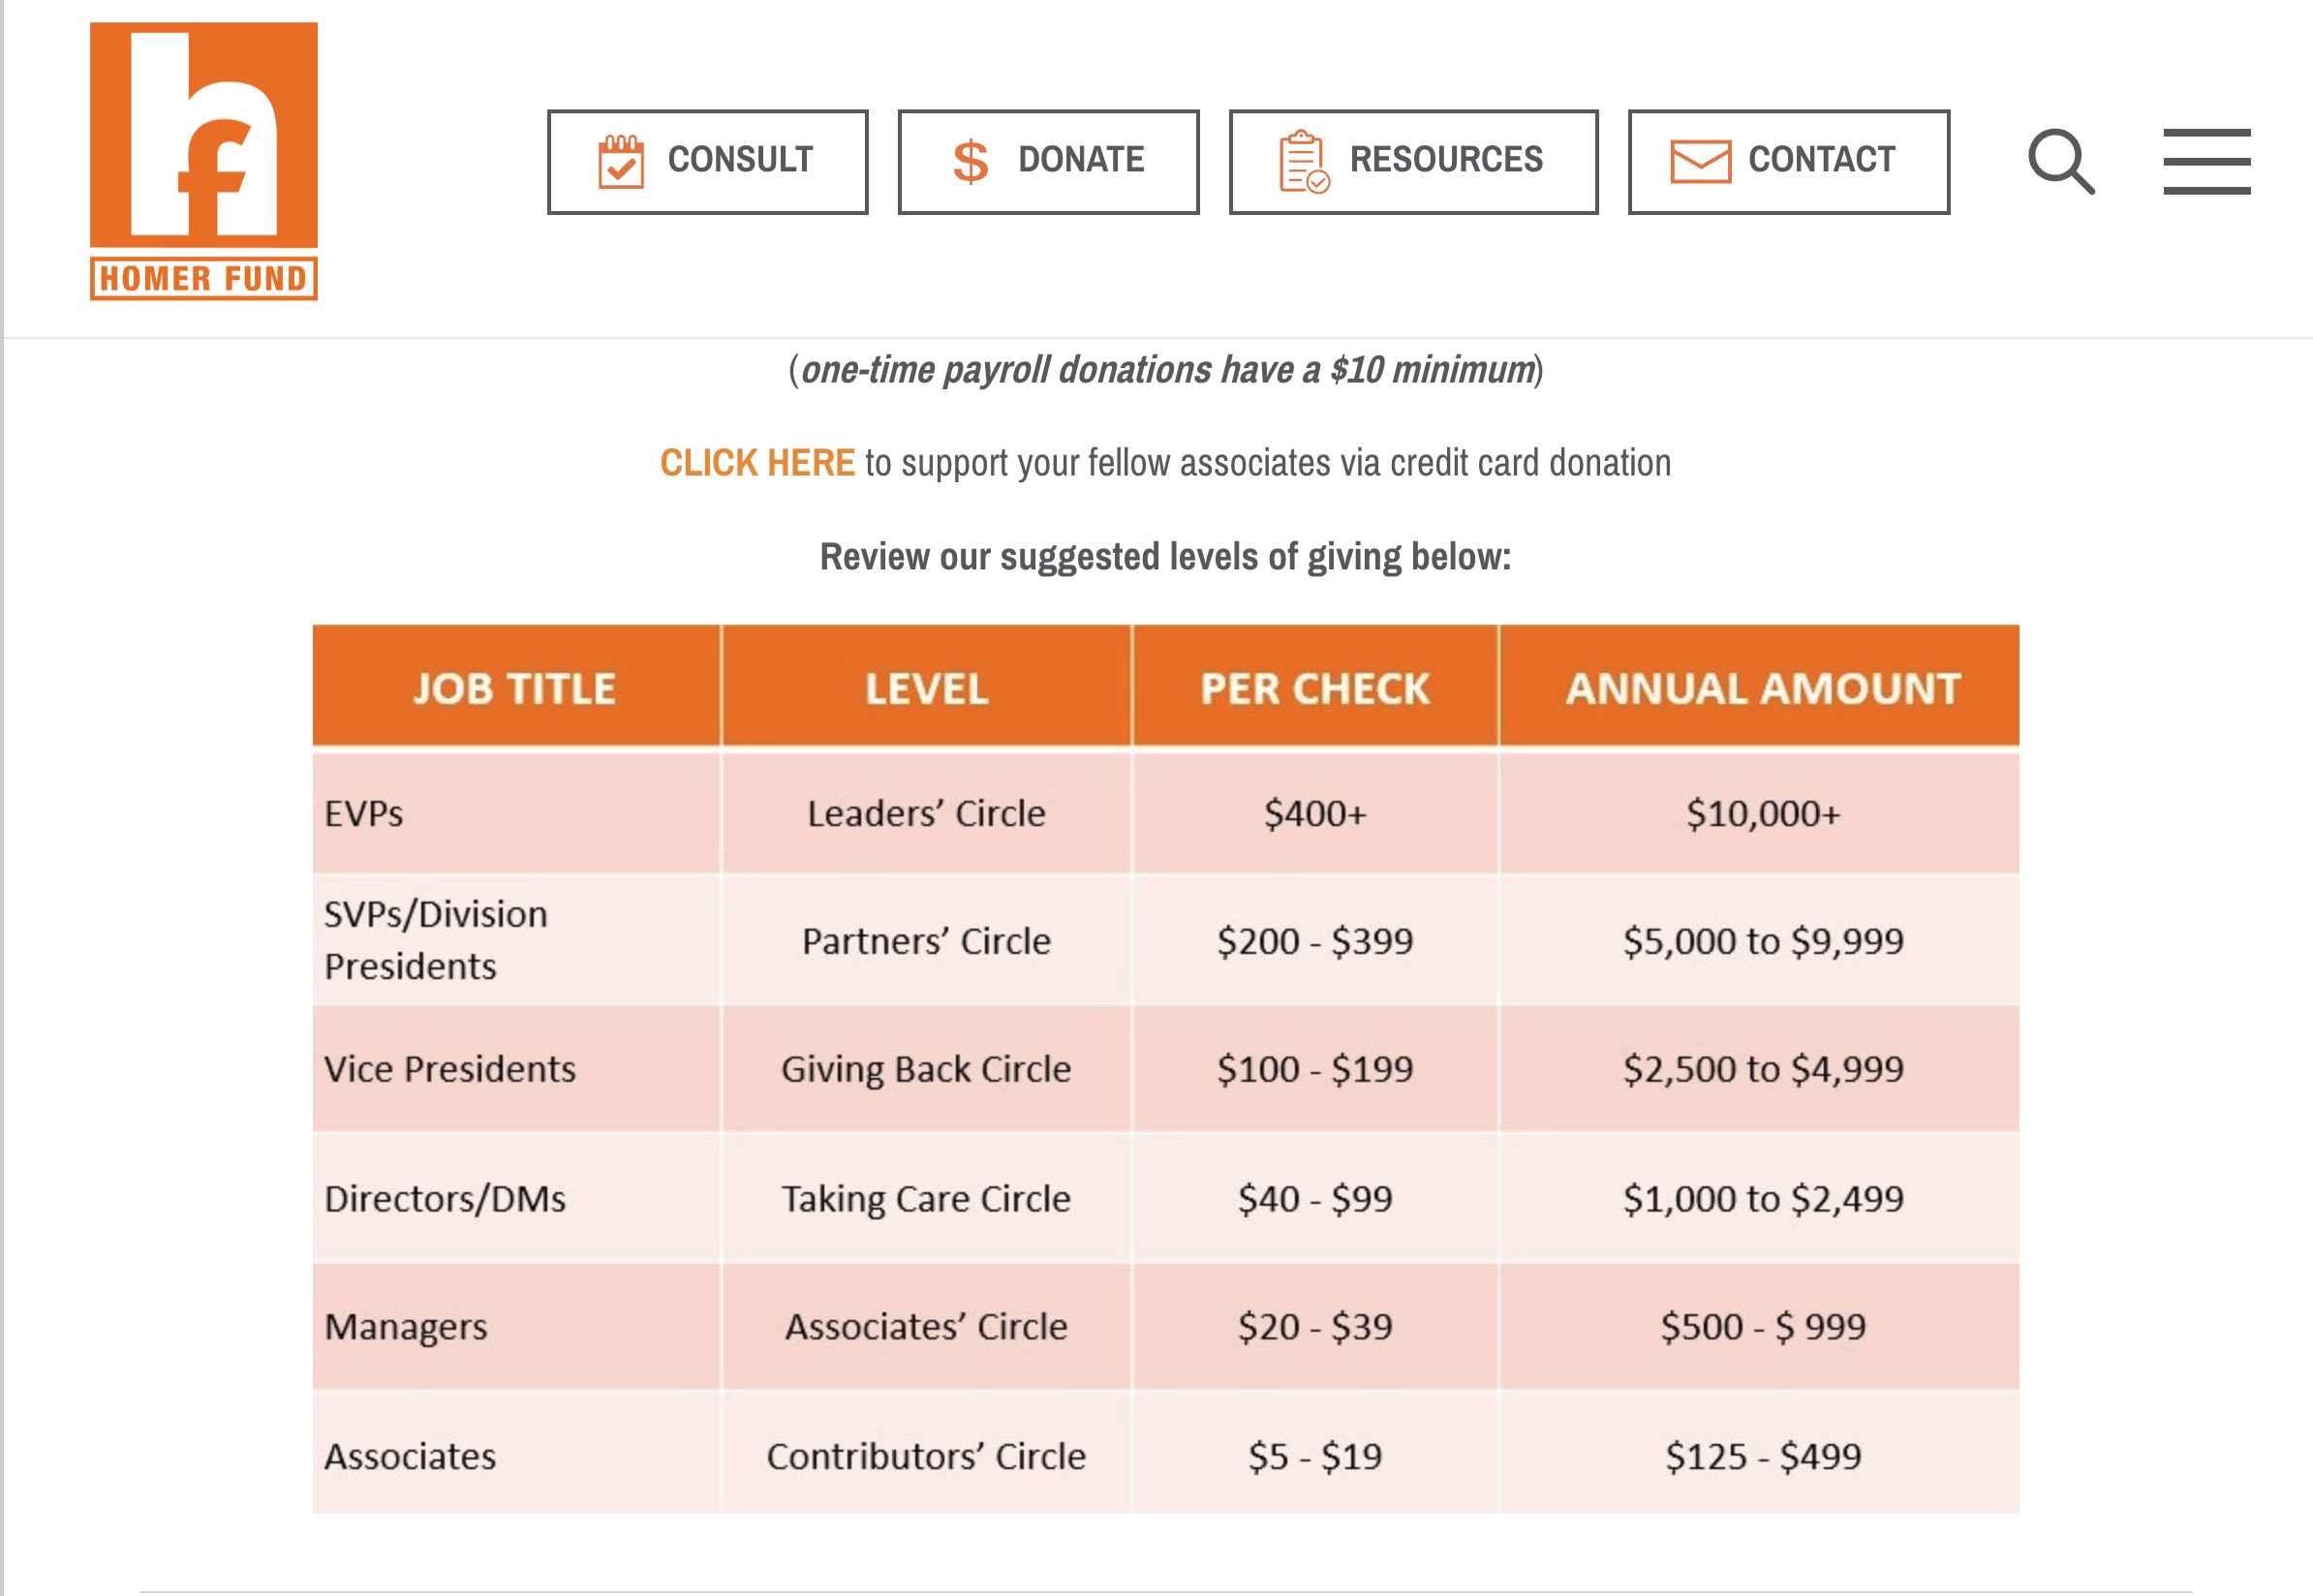 HOMER FUND
CONSULT
DONATE
RESOURCES
CONTACT
(one-time payroll donations have a $10 minimum)
CLICK HERE to support your fellow associates via credit card donation
Review our suggested levels of giving below:
JOB TITLE LEVEL PER CHECK ANNUAL AMOUNT
EVPs Leaders’ Circle $400+ $10,000+
SVPs/Division
Presidents Partners’ Circle $200 - $399 $5,000 to $9,999
Vice Presidents Giving Back Circle $100 - $199 $2,500 to $4,999
Directors/DMs Taking Care Circle $40 - $99 $1,000 to $2,499
Managers Associates’ Circle $20 - $39 $500 - $ 999
Associates Contributors’ Circle $5 - $19 $125 - $499